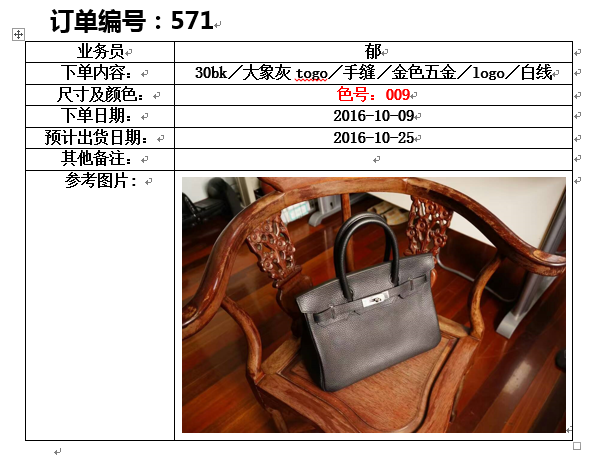 订单编号：571
业务员 郁
下单内容： 30bk／大象灰 togo／手缝／金色五金／logo／白线
尺寸及颜色： 色号：009
下单日期： 2016-10-09
预计出货日期： 2016-10-25
其他备注：
参考图片：